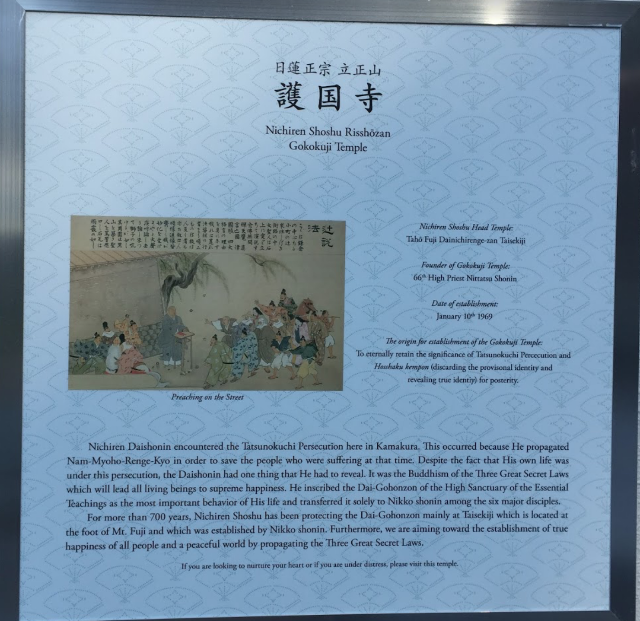 日蓮正宗 立正山
護国寺
Nichiren Shoshu Risshōzan
Gokokuji Temple
辻説
法
Nichiren Shoshu Head Temple:
Tahō Fuji Dainichirenge-zan Taisekiji
Founder of Gokokuji Temple:
66th High Priest Nittatsu Shonin
Date of establishment:
January 10th 1969
The origin for establishment of the Gokokuji Temple:
To eternally retain the significance of Tatsunokuchi Persecution and
Hosshaku kempon (discarding the provisonal identity and
revealing true identiy) for posterity.
Preaching on the Street
Nichiren Daishonin encountered the Tatsunokuchi Persecution here in Kamakura. This occurred because He propagated
Nam-Myoho-Renge-Kyo in order to save the people who were suffering at that time. Despite the fact that His own life was
under this persecution, the Daishonin had one thing that He had to reveal. It was the Buddhism of the Three Great Secret Laws
which will lead all living beings to supreme happiness. He inscribed the Dai-Gohonzon of the High Sanctuary of the Essential
Teachings as the most important behavior of His life and transferred it solely to Nikko shonin among the six major disciples.
For more than 700 years, Nichiren Shoshu has been protecting the Dai-Gohonzon mainly at Taisekiji which is located at
the foot of Mt. Fuji and which was established by Nikko shonin. Furthermore, we are aiming toward the establishment of true
happiness of all people and a peaceful world by propagating the Three Great Secret Laws.
If you are looking to nurture your heart or if you are under distress, please visit this temple.